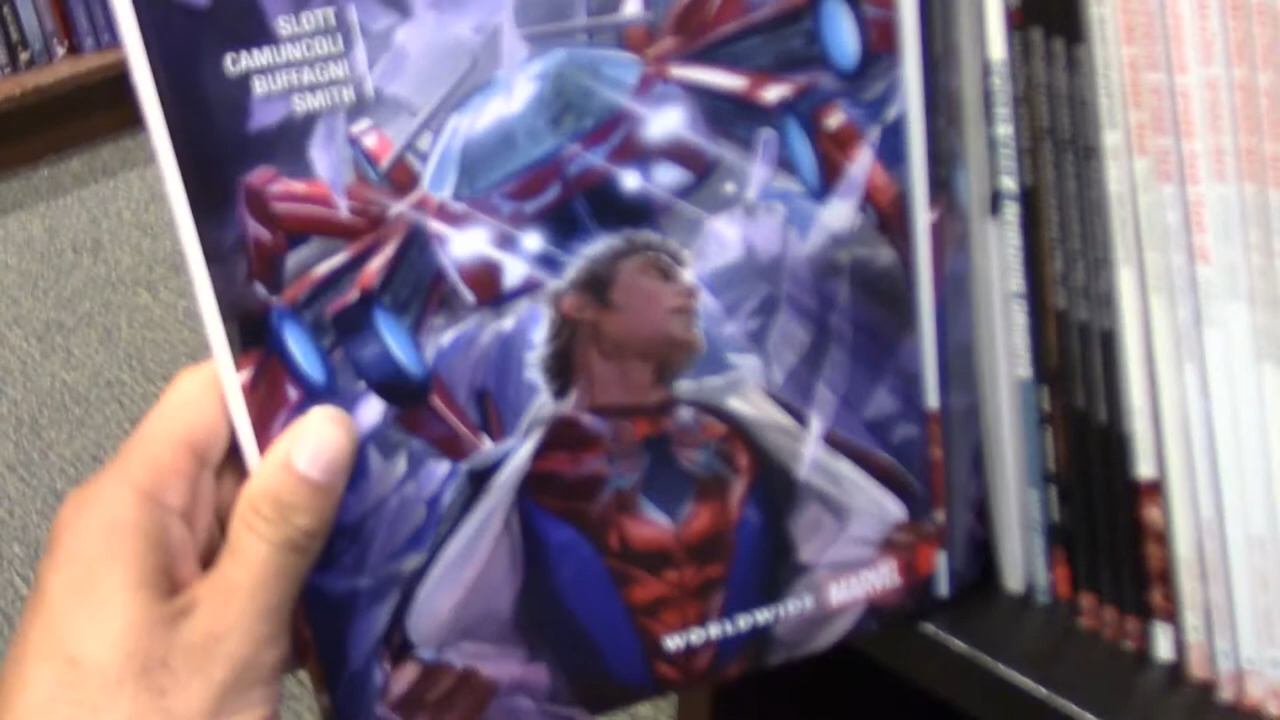 SLOTT
CAMUNCOLI
BUFFAGNI
SMITH
WORLDWIDE MARVEL